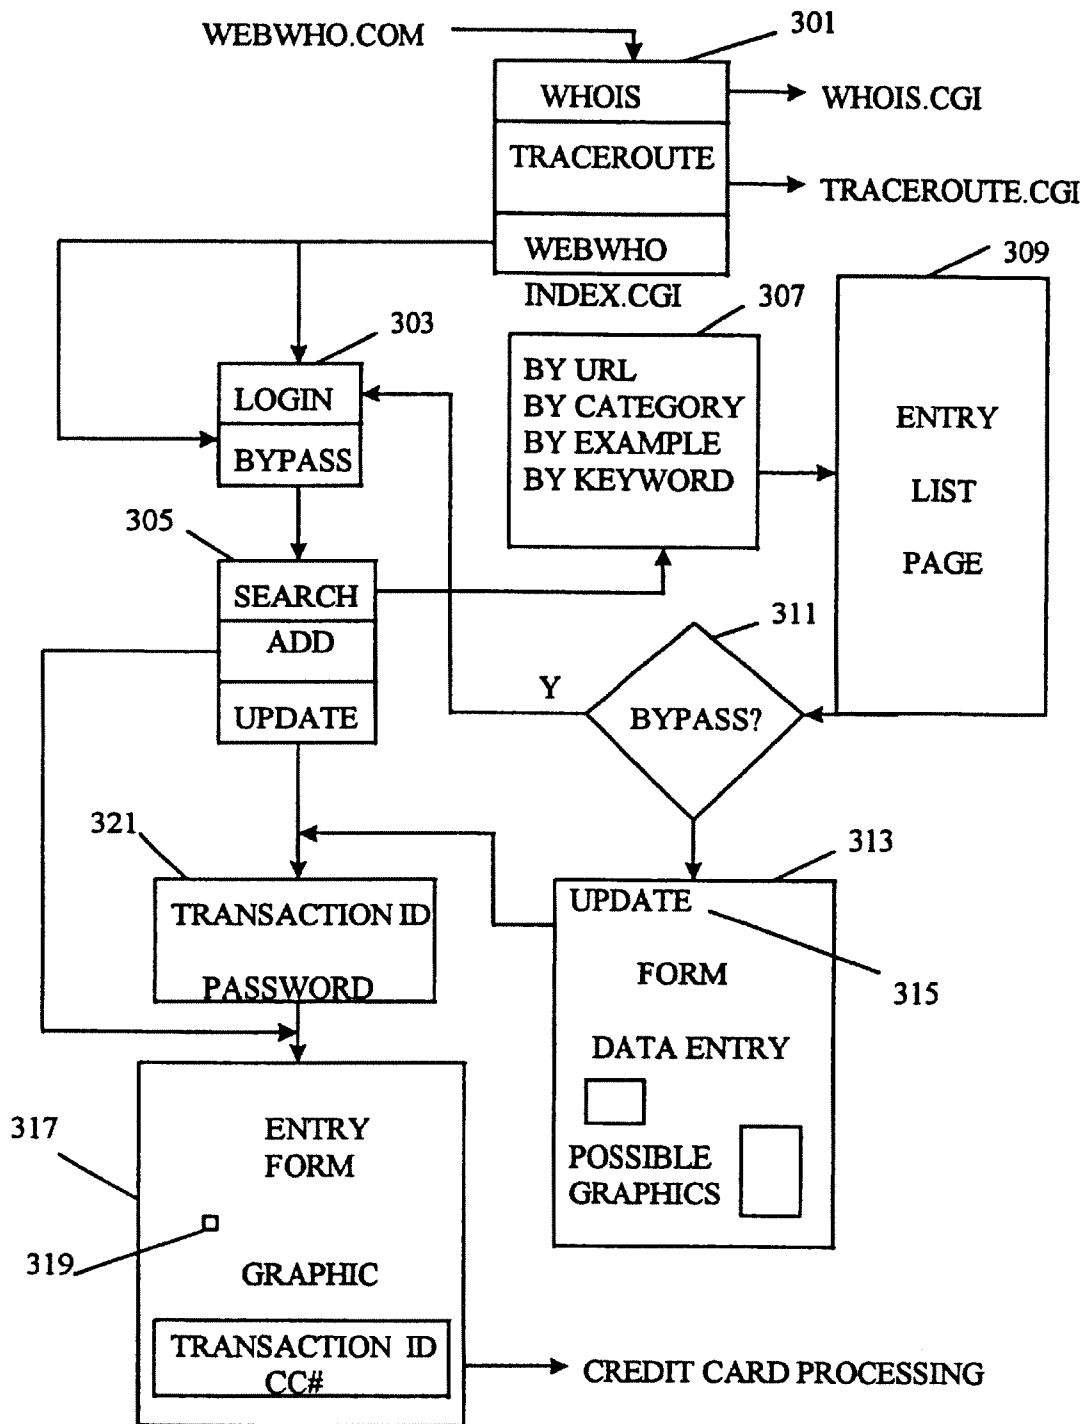 301
WEBWHO.COM
WHOIS
WHOIS.CGI
TRACEROUTE
TRACEROUTE.CGI
WEBWHO
INDEX.CGI
309
307
303
LOGIN
BYPASS
BY URL
BY CATEGORY
BY EXAMPLE
BY KEYWORD
ENTRY
LIST
PAGE
305
SEARCH
ADD
UPDATE
311
Y
BYPASS?
321
TRANSACTION ID
PASSWORD
313
UPDATE
315
FORM
DATA ENTRY
POSSIBLE
GRAPHICS
317
ENTRY
FORM
319
GRAPHIC
TRANSACTION ID
CC#
CREDIT CARD PROCESSING